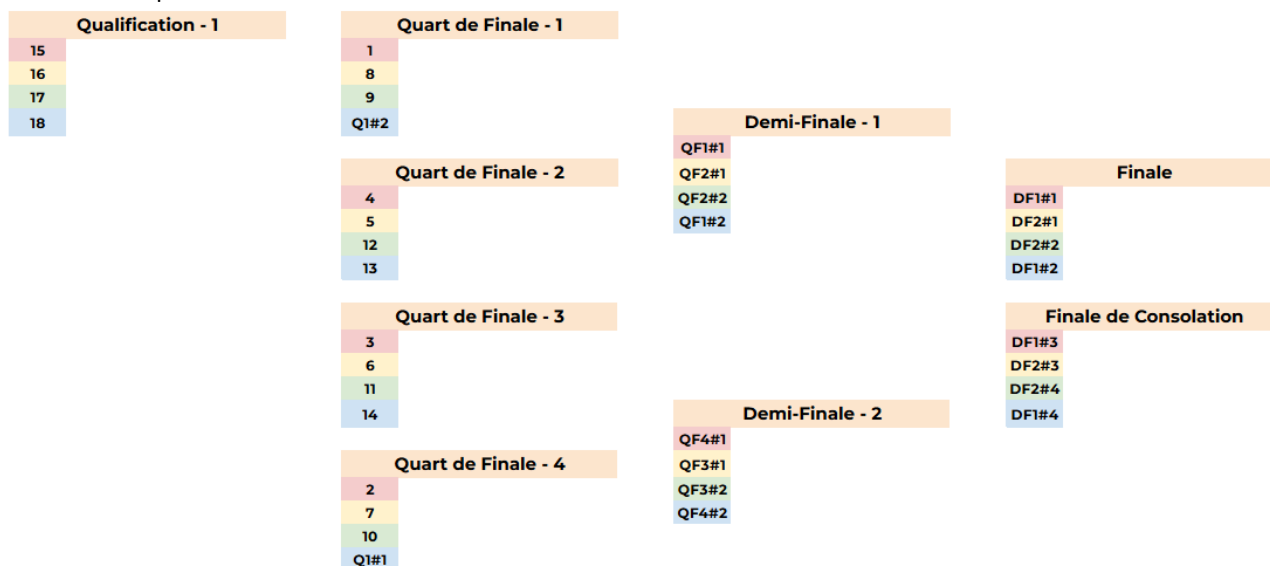 Qualification - 1
15
16
17
18
Quart de Finale - 1
1
8
9
Q1#2
Quart de Finale - 2
4
5
12
13
Quart de Finale - 3
3
6
11
14
Quart de Finale - 4
2
7
10
Q1#1
Demi-Finale - 1
QF1#1
QF2#1
QF2#2
QF1#2
Demi-Finale - 2
QF4#1
QF3#1
QF3#2
QF4#2
Finale
DF1#1
DF2#1
DF2#2
DF1#2
Finale de Consolation
DF1#3
DF2#3
DF2#4
DF1#4